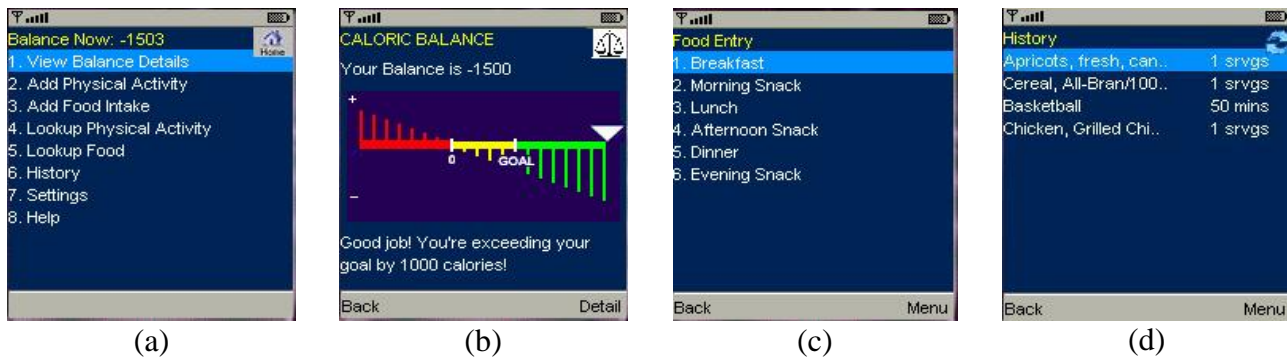 Balance Now: -1503
Home
1. View Balance Details
2. Add Physical Activity
3. Add Food Intake
4. Lookup Physical Activity
5. Lookup Food
6. History
7. Settings
8. Help
(a)
CALORIC BALANCE
Your Balance is -1500
+
0 GOAL
–
Good job! You're exceeding your
goal by 1000 calories!
Back Detail
(b)
Food Entry
1. Breakfast
2. Morning Snack
3. Lunch
4. Afternoon Snack
5. Dinner
6. Evening Snack
Back Menu
(c)
History
Apricots, fresh, can.. 1 srvgs
Cereal, All-Bran/100.. 1 srvgs
Basketball 50 mins
Chicken, Grilled Chi.. 1 srvgs
Back Menu
(d)